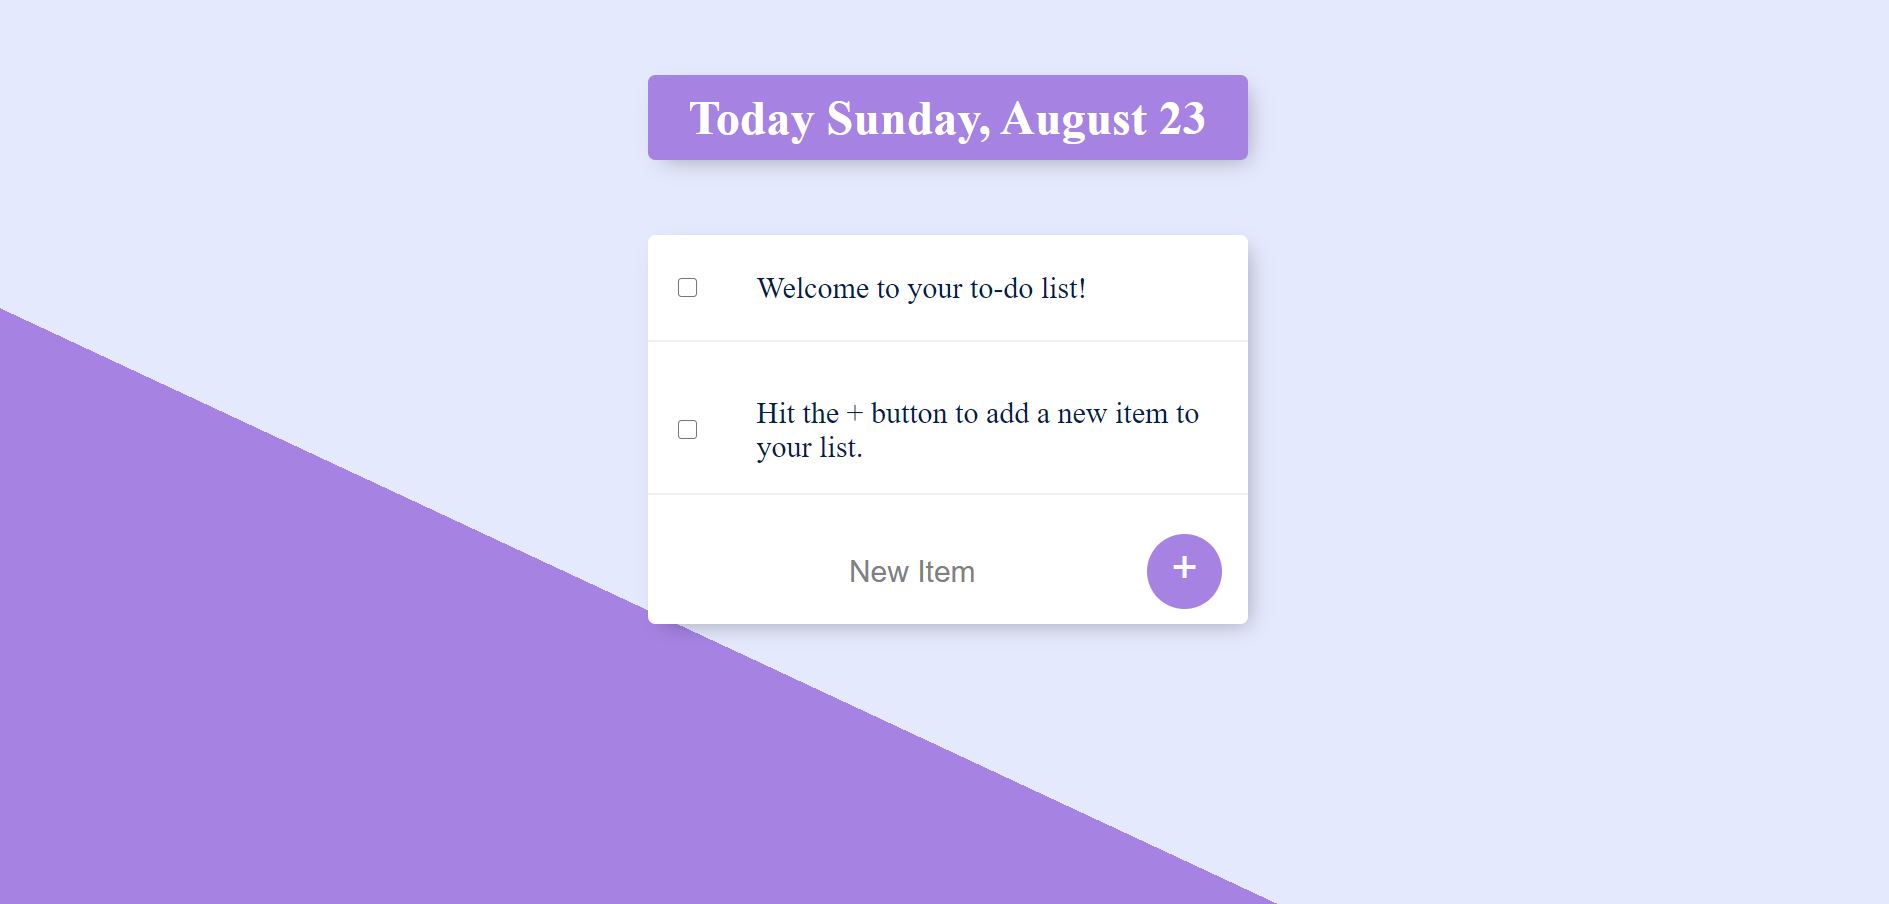 Today Sunday, August 23
Welcome to your to-do list!
Hit the + button to add a new item to
your list.
New Item
+